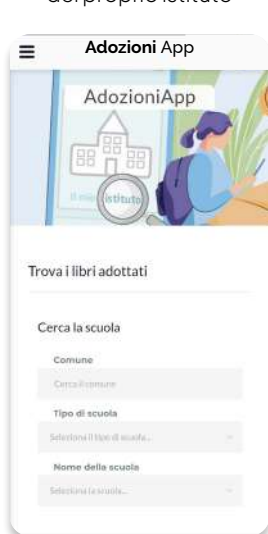 del proprio istituto
Adozioni App
AdozioniApp
Il mio istituto
Trova i libri adottati
Cerca la scuola
Comune
Cerca il comune
Tipo di scuola
Seleziona il tipo di scuola...
Nome della scuola
Seleziona la scuola...